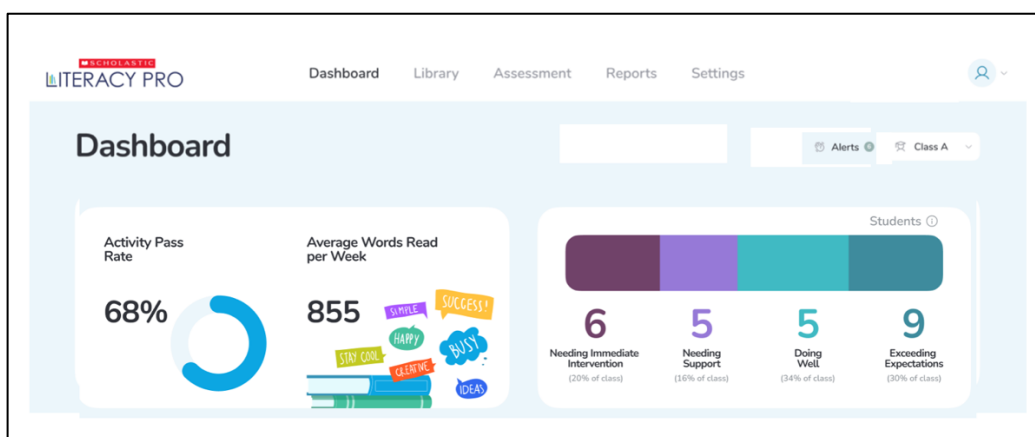 SCHOLASTIC
LITERACY PRO
Dashboard Library Assessment Reports Settings
Dashboard
Alerts
Class A
Activity Pass
Rate
68%
Average Words Read
per Week
855
SIMPLE
SUCCESS!
HAPPY
BUSY
STAY COOL
CREATIVE
IDEAS
Students
6
Needing Immediate
Intervention
(20% of class)
5
Needing
Support
(16% of class)
5
Doing
Well
(34% of class)
9
Exceeding
Expectations
(30% of class)